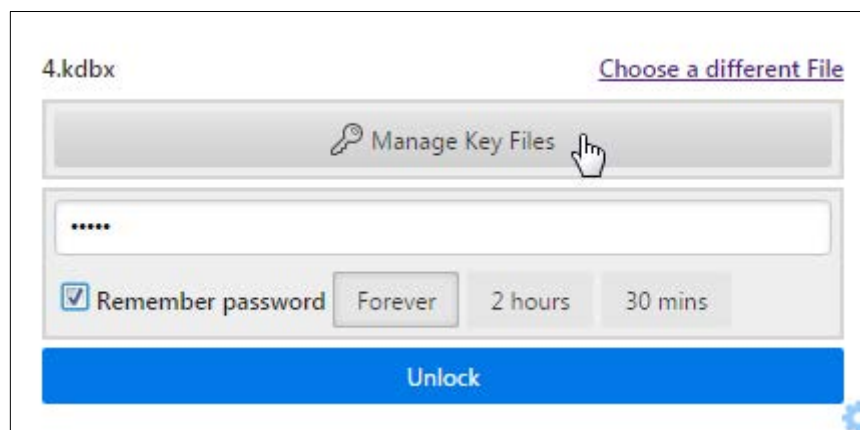 4.kdbx Choose a different File
Manage Key Files
•••••
Remember password Forever 2 hours 30 mins
Unlock